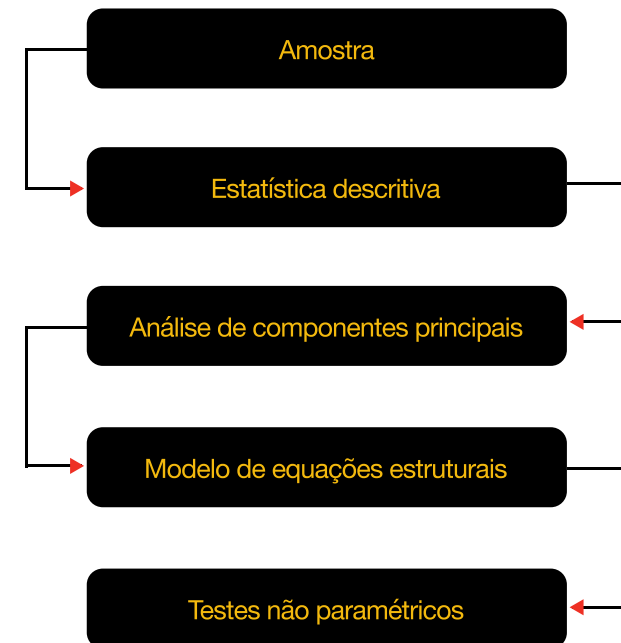 Amostra
Estatística descritiva
Análise de componentes principais
Modelo de equações estruturais
Testes não paramétricos